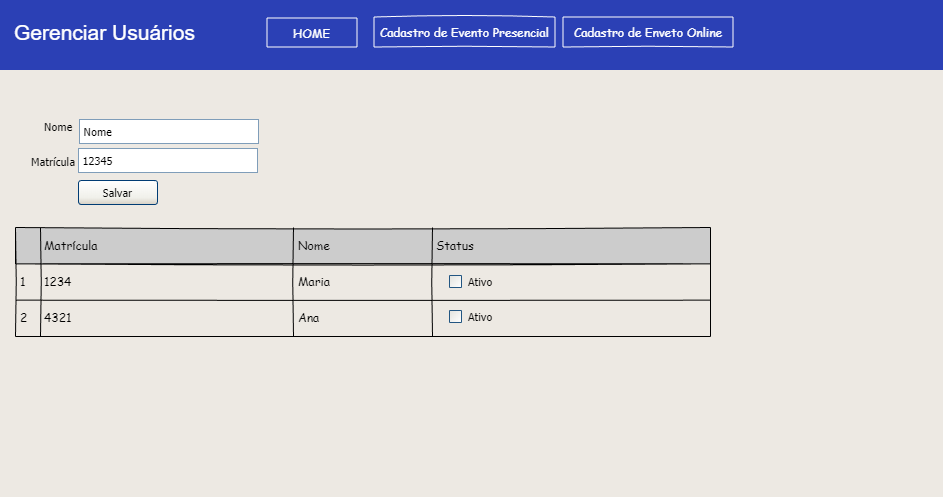 Gerenciar Usuários HOME Cadastro de Evento Presencial Cadastro de Enveto Online
Nome Nome
Matrícula 12345
Salvar
Matrícula Nome Status
1 1234 Maria Ativo
2 4321 Ana Ativo